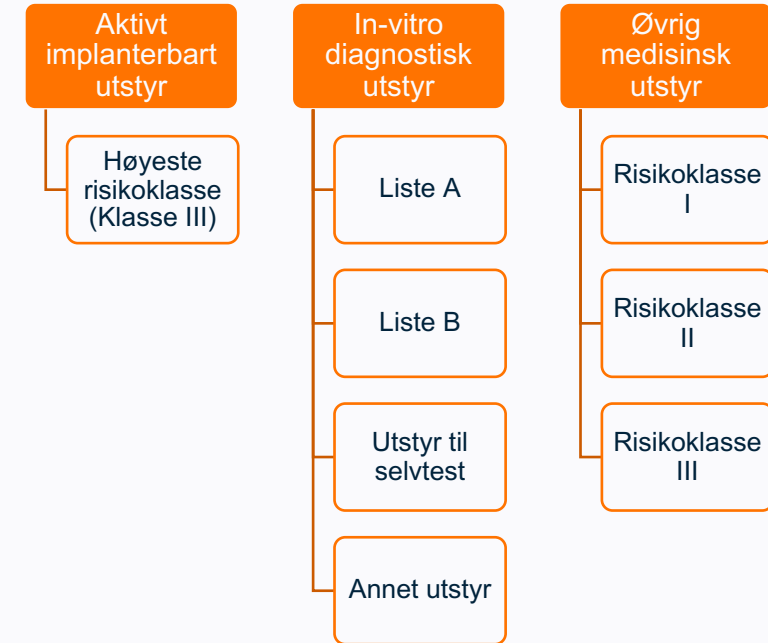 Aktivt
implanterbart
utstyr
Høyeste
risikoklasse
(Klasse III)
In-vitro
diagnostisk
utstyr
Liste A
Liste B
Utstyr til
selvtest
Annet utstyr
Øvrig
medisinsk
utstyr
Risikoklasse
I
Risikoklasse
II
Risikoklasse
III